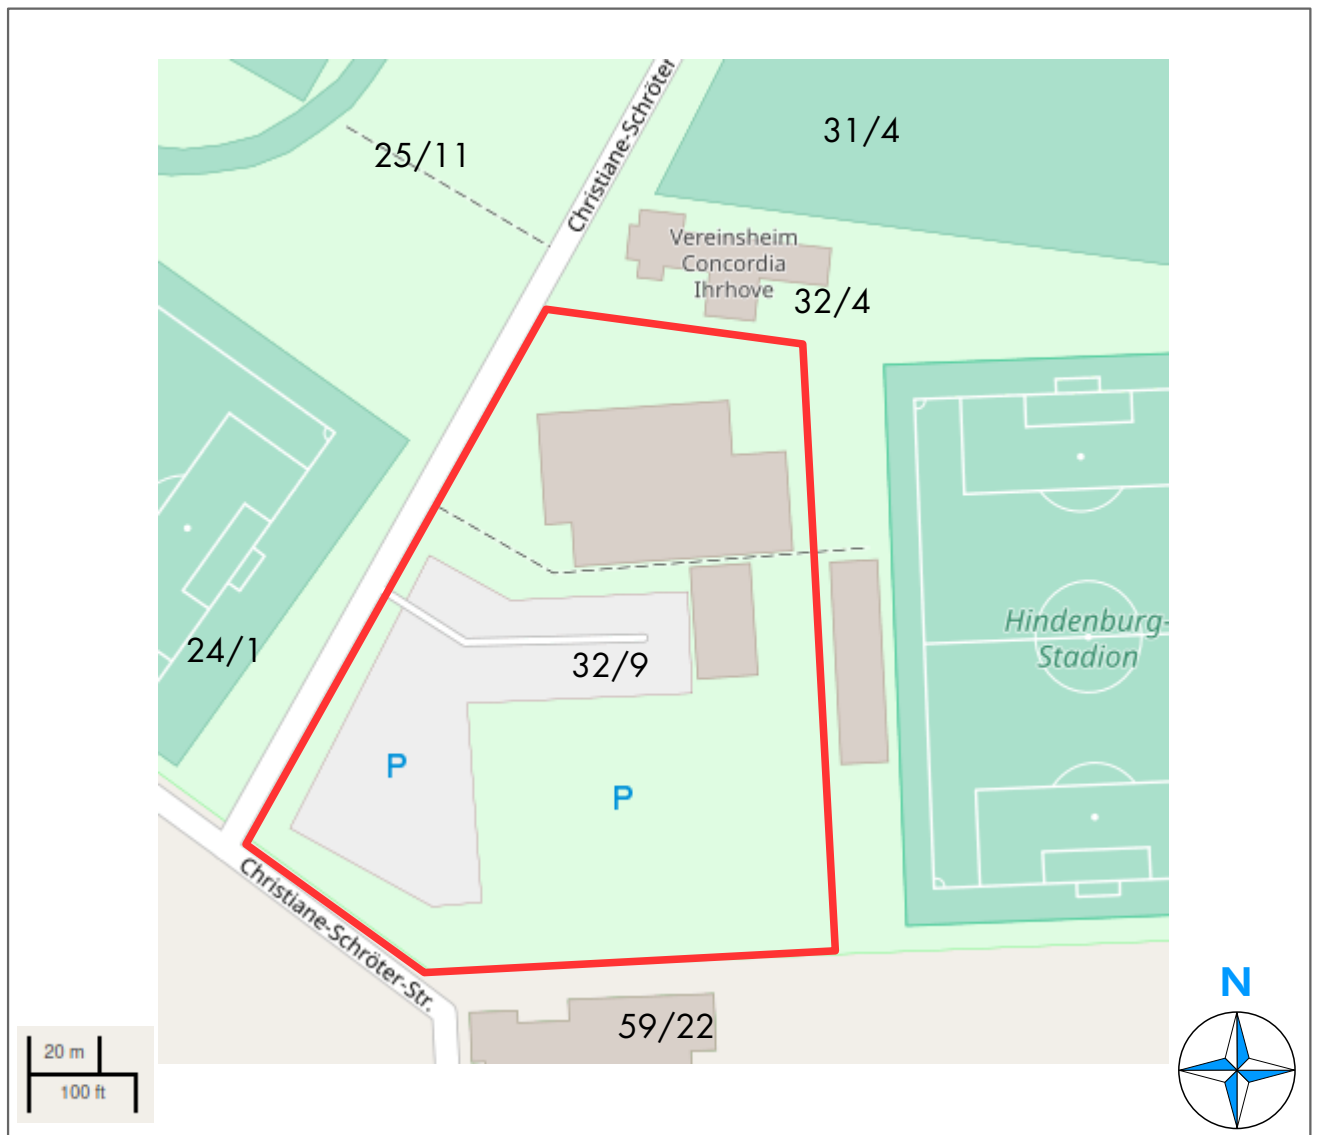 31/4
25/11
Christiane-Schröter
Vereinsheim
Concordia
Ihrhove
32/4
24/1
Hindenburg-
Stadion
32/9
P
P
Christiane-Schröter-Str.
N
59/22
20 m
100 ft